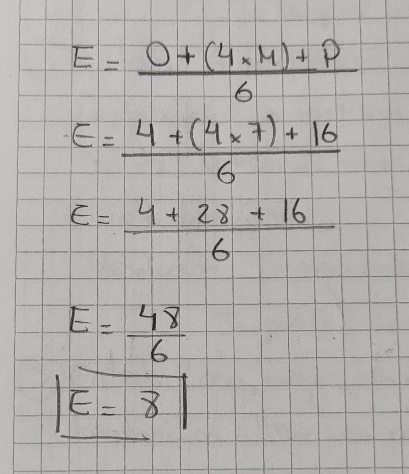 E = O + (4 × M) + P / 6
E = 4 + (4 × 7) + 16 / 6
E = 4 + 28 + 16 / 6
E = 48 / 6
E = 8